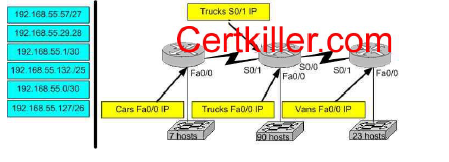 192.168.55.57/27
192.168.55.29.28
192.168.55.1/30
192.168.55.132./25
192.168.55.0/30
192.168.55.127/26
Trucks S0/1 IP
Certkiller.com
Fa0/0
S0/1
Fa0/0
S0/0
S0/1
Fa0/0
Cars Fa0/0 IP
Trucks Fa0/0 IP
Vans Fa0/0 IP
7 hosts
90 hosts
23 hosts